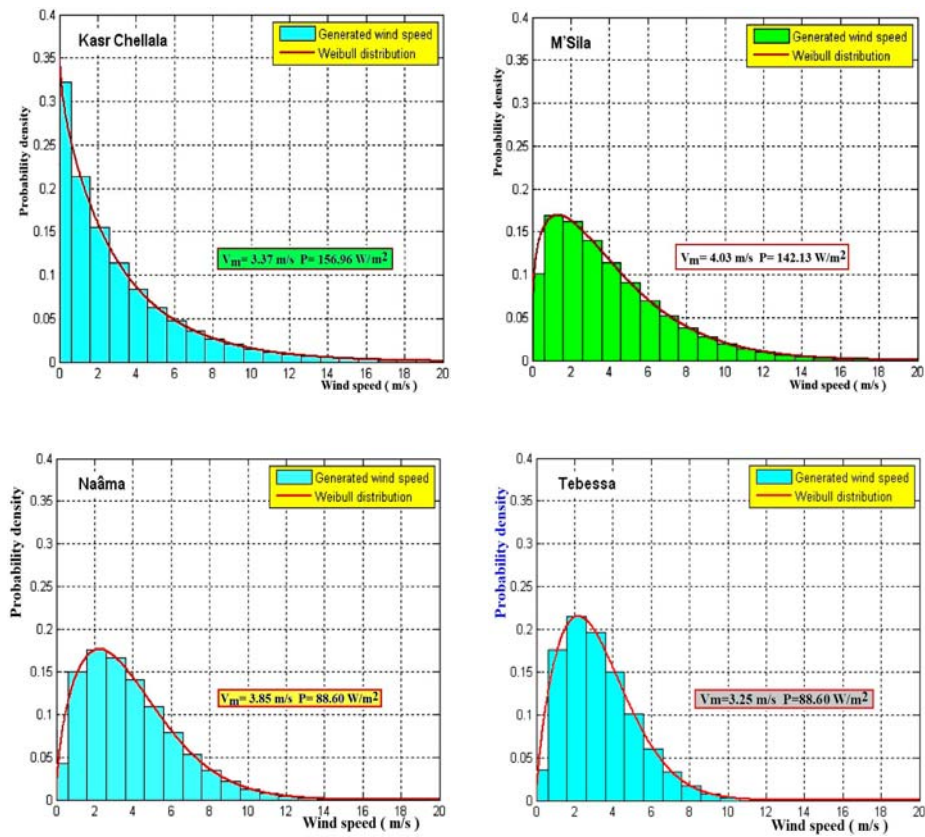 Kasr Chellala
Generated wind speed
Weibull distribution
Probability density
0.4
0.35
0.3
0.25
0.2
0.15
0.1
0.05
0
Vm= 3.37 m/s P= 156.96 W/m2
0 2 4 6 8 10 12 14 16 18 20
Wind speed ( m/s )
M'Sila
Generated wind speed
Weibull distribution
Probability density
0.4
0.35
0.3
0.25
0.2
0.15
0.1
0.05
0
Vm= 4.03 m/s P= 142.13 W/m2
0 2 4 6 8 10 12 14 16 18 20
Wind speed ( m/s )
Naâma
Generated wind speed
Weibull distribution
Probability density
0.4
0.35
0.3
0.25
0.2
0.15
0.1
0.05
0
Vm= 3.85 m/s P= 88.60 W/m2
0 2 4 6 8 10 12 14 16 18 20
Wind speed ( m/s )
Tebessa
Generated wind speed
Weibull distribution
Probability density
0.4
0.35
0.3
0.25
0.2
0.15
0.1
0.05
0
Vm=3.25 m/s P=88.60 W/m2
0 2 4 6 8 10 12 14 16 18 20
Wind speed ( m/s )